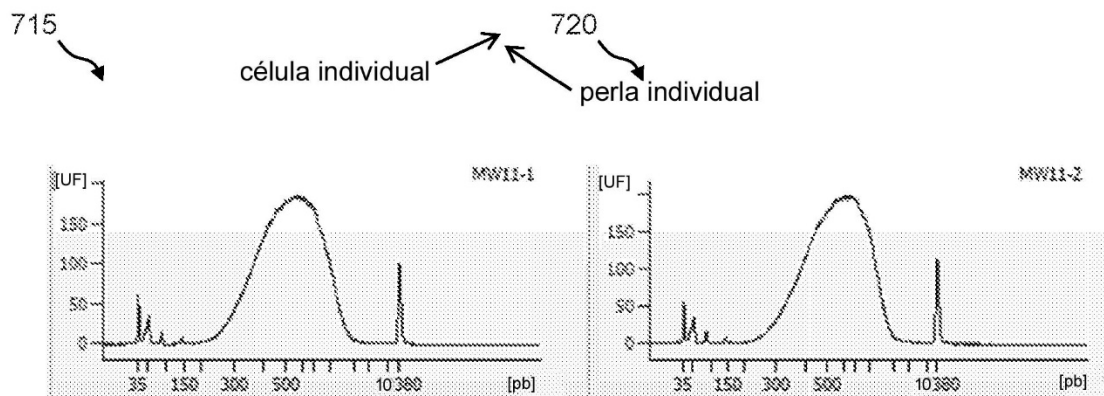 715
720
célula individual
perla individual
[UF]
MW11-1
150
100
50
0
35 150 300 500 10380 [pb]
[UF]
MW11-2
150
100
50
0
35 150 300 500 10380 [pb]